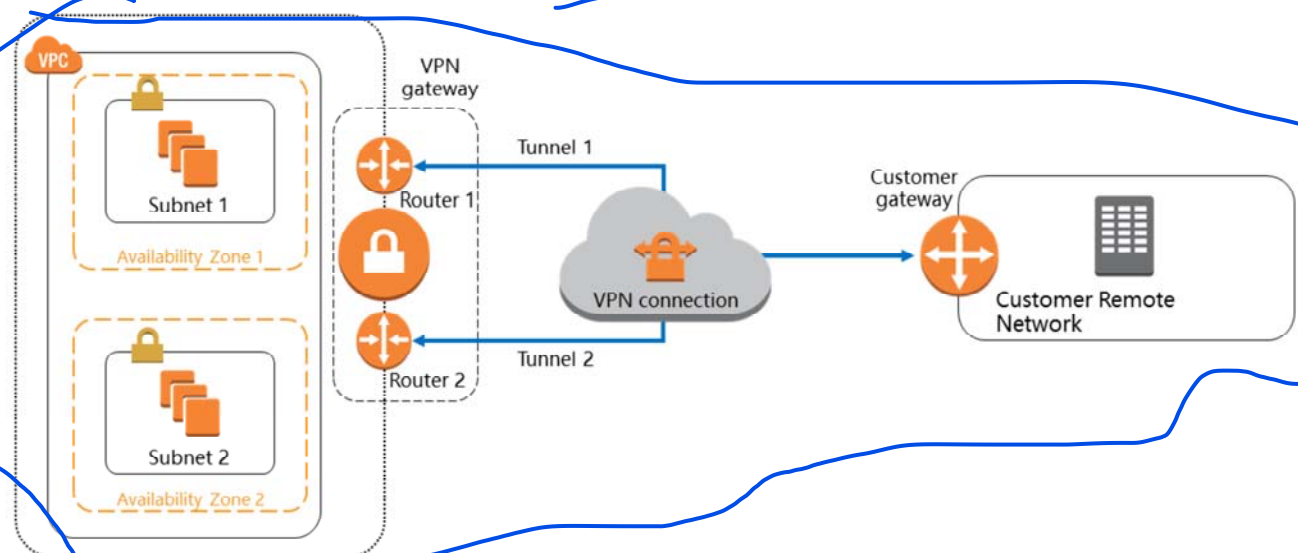 VPC
Subnet 1
Availability Zone 1
Subnet 2
Availability Zone 2
VPN
gateway
Router 1
Router 2
Tunnel 1
VPN connection
Tunnel 2
Customer
gateway
Customer Remote
Network